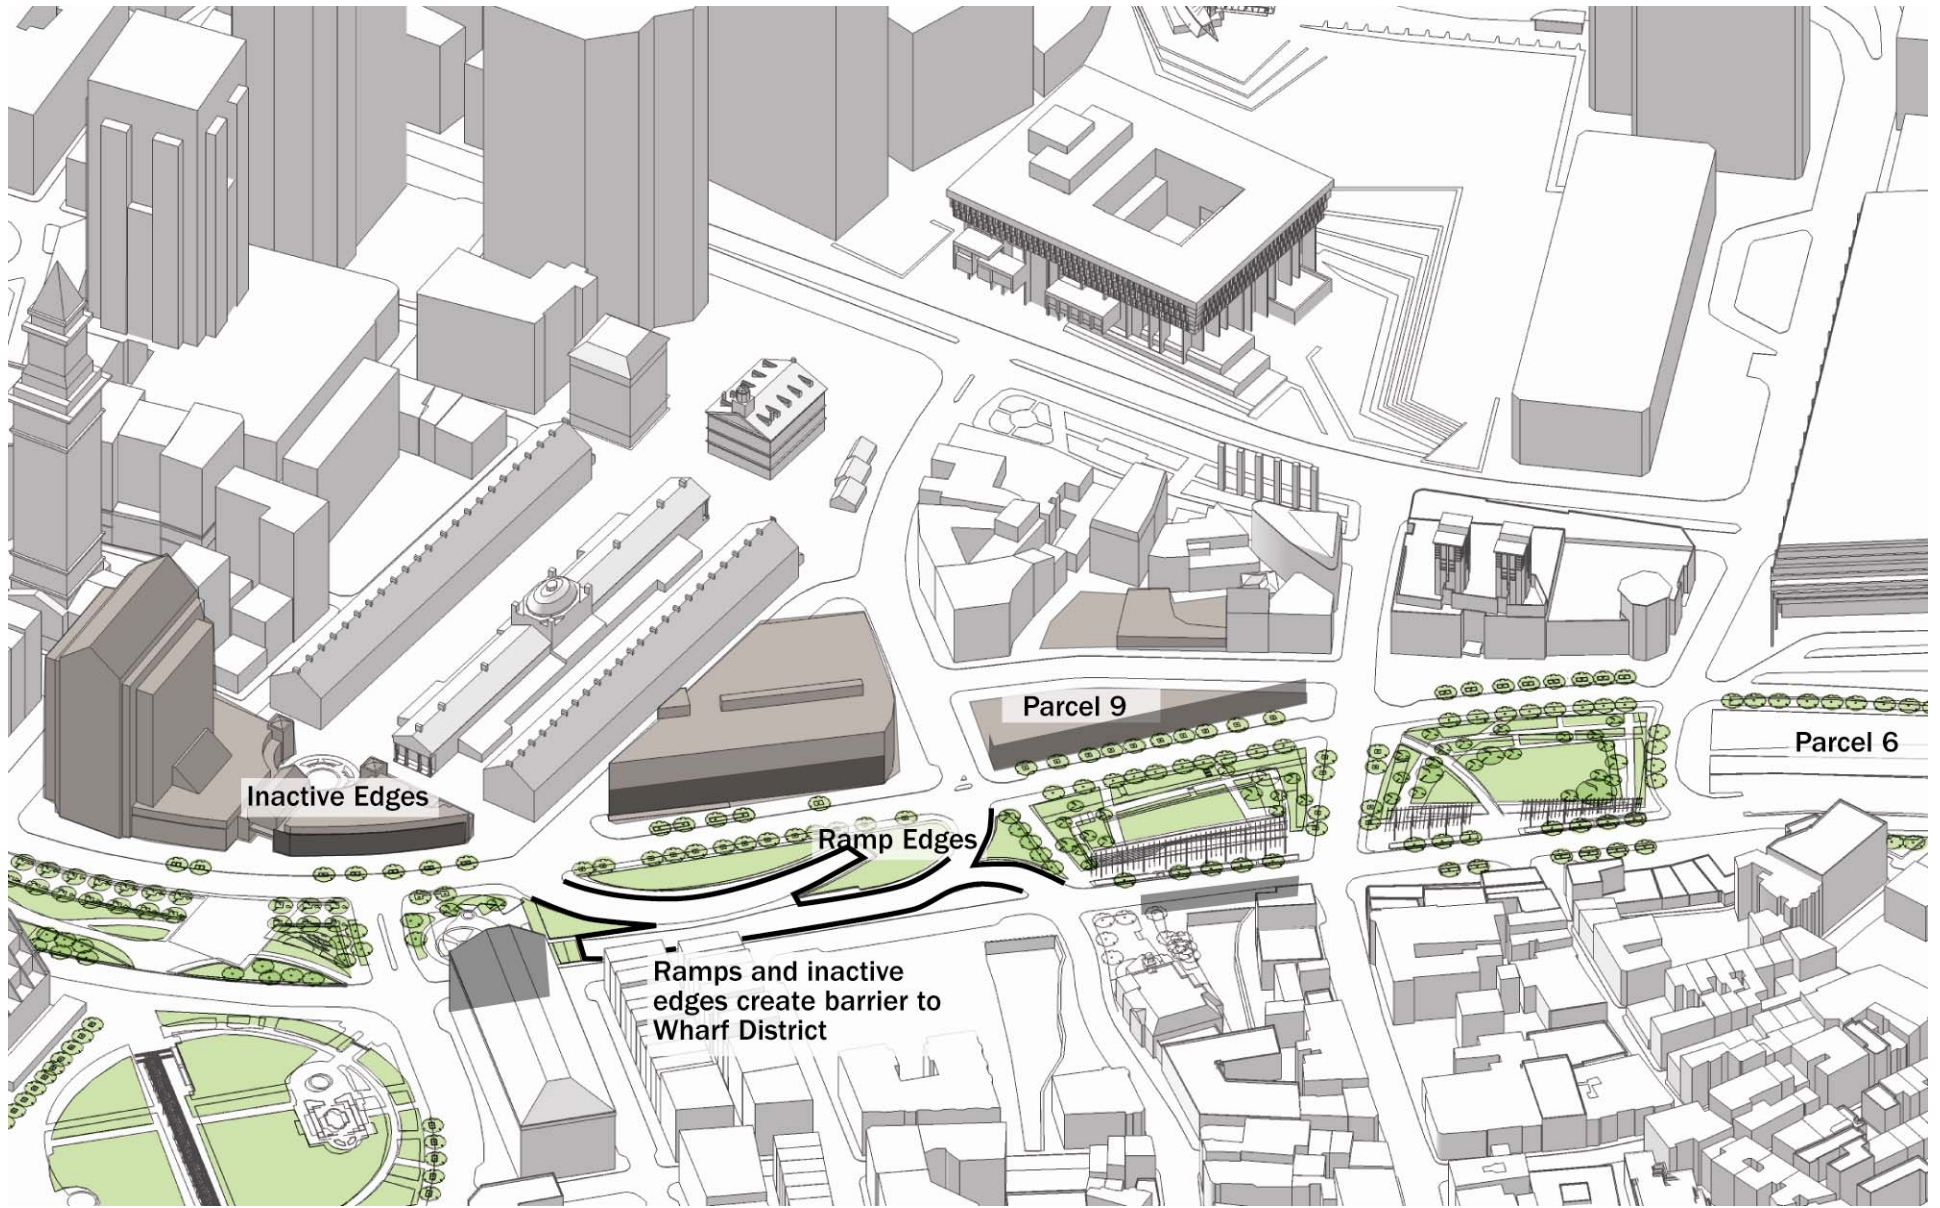 Parcel 9
Parcel 6
Inactive Edges
Ramp Edges
Ramps and inactive
edges create barrier to
Wharf District